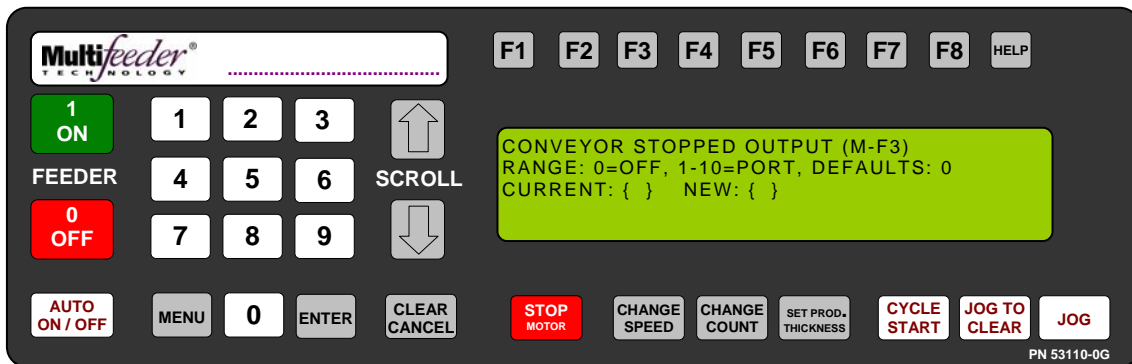 Multifeeder®
TECHNOLOGY
F1 F2 F3 F4 F5 F6 F7 F8 HELP
1
ON
FEEDER
0
OFF
1 2 3
4 5 6
7 8 9
SCROLL
CONVEYOR STOPPED OUTPUT (M-F3)
RANGE: 0=OFF, 1-10=PORT, DEFAULTS: 0
CURRENT: { } NEW: { }
AUTO
ON / OFF
MENU
0
ENTER
CLEAR
CANCEL
STOP
MOTOR
CHANGE
SPEED
CHANGE
COUNT
SET PROD.
THICKNESS
CYCLE
START
JOG TO
CLEAR
JOG
PN 53110-0G